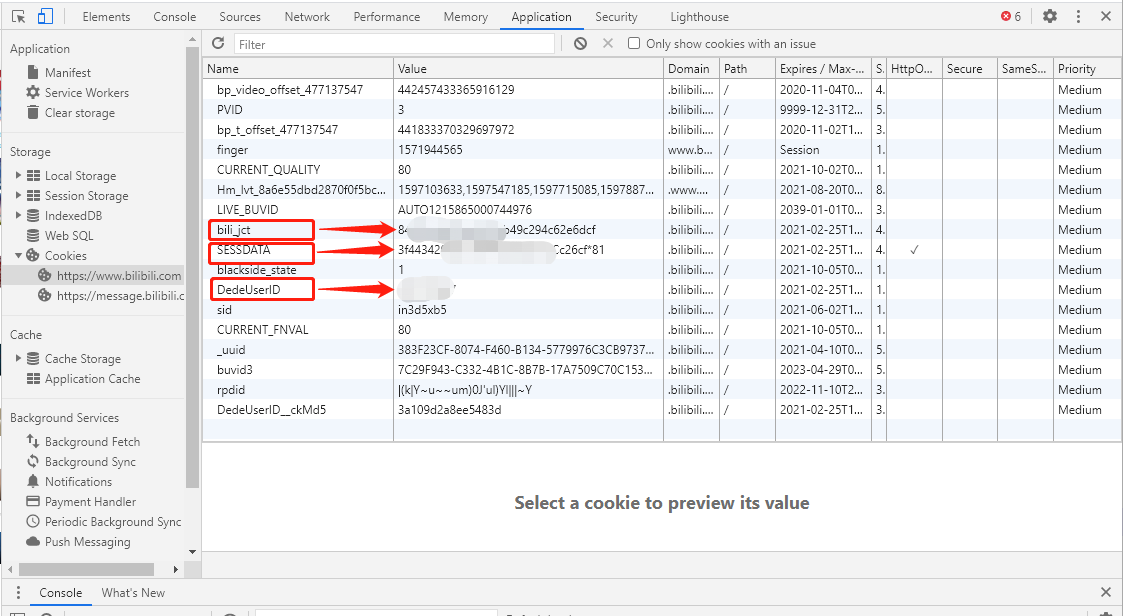 Elements Console Sources Network Performance Memory Application Security Lighthouse 6
Application
Manifest
Service Workers
Clear storage
Storage
Local Storage
Session Storage
IndexedDB
Web SQL
Cookies
https://www.bilibili.com
https://message.bilibili.c
Cache
Cache Storage
Application Cache
Background Services
Background Fetch
Background Sync
Notifications
Payment Handler
Periodic Background Sync
Push Messaging
Filter Only show cookies with an issue
Name Value Domain Path Expires / Max-... S. HttpO... Secure SameS... Priority
bp_video_offset_477137547 442457433365916129 .bilibili.... / 2020-11-04T0... 4. Medium
PVID 3 .bilibili.... / 9999-12-31T2... 5. Medium
bp_t_offset_477137547 441833370329697972 .bilibili.... / 2020-11-02T1... 3. Medium
finger 1571944565 www.b... / Session 1. Medium
CURRENT_QUALITY 80 .bilibili.... / 2021-10-02T0... 1. Medium
Hm_lvt_8a6e55dbd2870f0f5bc... 1597103633,1597547185,1597715085,1597887... .www.... / 2021-08-20T0... 8. Medium
LIVE_BUVID AUTO1215865000744976 .bilibili.... / 2039-01-01T0... 3. Medium
bili_jct 8 49c294c62e6dcf .bilibili.... / 2021-02-25T1... 4. Medium
SESSDATA 3f44342 c26cf*81 .bilibili.... / 2021-02-25T1... 4. ✓ Medium
blackside_state 1 .bilibili.... / 2021-10-05T0... 1. Medium
DedeUserID .bilibili.... / 2021-02-25T1... 1. Medium
sid in3d5xb5 .bilibili.... / 2021-06-02T1... 1. Medium
CURRENT_FNVAL 80 .bilibili.... / 2021-10-05T0... 1. Medium
_uuid 383F23CF-8074-F460-B134-5779976C3CB9737... .bilibili.... / 2021-04-10T0... 5. Medium
buvid3 7C29F943-C332-4B1C-8B7B-17A7509C70C153... .bilibili.... / 2023-04-29T0... 5. Medium
rpdid |(k|Y~u~~um)0J'ul)Yl|||~Y .bilibili.... / 2022-11-10T2... 3. Medium
DedeUserID__ckMd5 3a109d2a8ee5483d .bilibili.... / 2021-02-25T1... 3. Medium
Select a cookie to preview its value
Console What's New